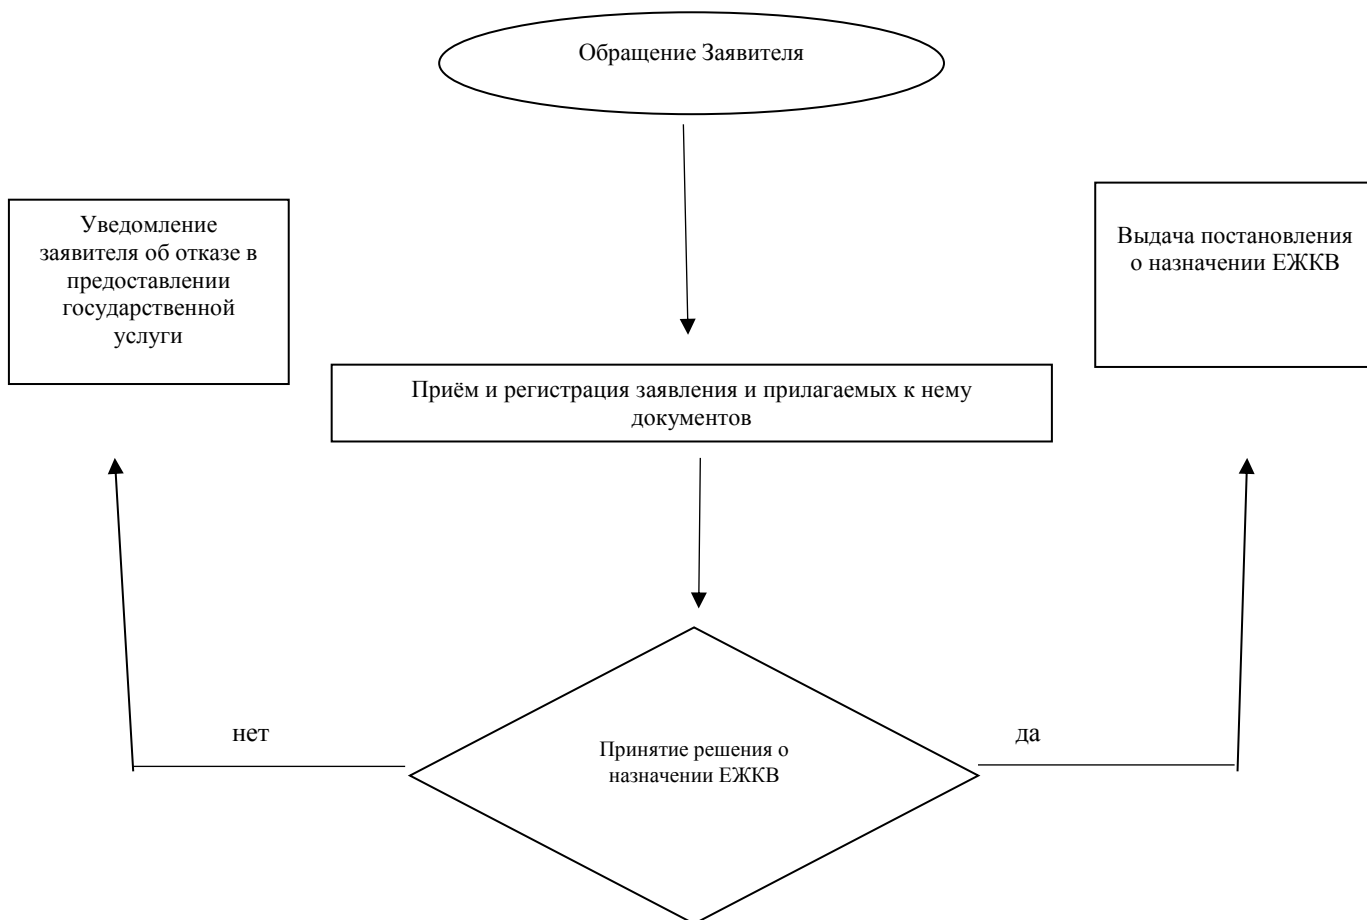 Обращение Заявителя
Уведомление
заявителя об отказе в
предоставлении
государственной
услуги
Выдача постановления
о назначении ЕЖКВ
Приём и регистрация заявления и прилагаемых к нему
документов
нет
да
Принятие решения о
назначении ЕЖКВ